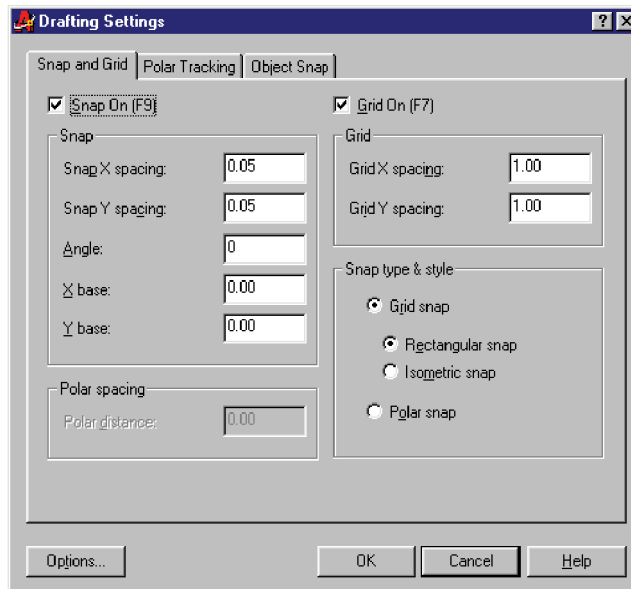 Drafting Settings
Snap and Grid
Polar Tracking
Object Snap
Snap On (F9)
Grid On (F7)
Snap
Snap X spacing: 0.05
Snap Y spacing: 0.05
Angle: 0
X base: 0.00
Y base: 0.00
Grid
Grid X spacing: 1.00
Grid Y spacing: 1.00
Snap type & style
Grid snap
Rectangular snap
Isometric snap
Polar snap
Polar spacing
Polar distance: 0.00
Options...
OK
Cancel
Help